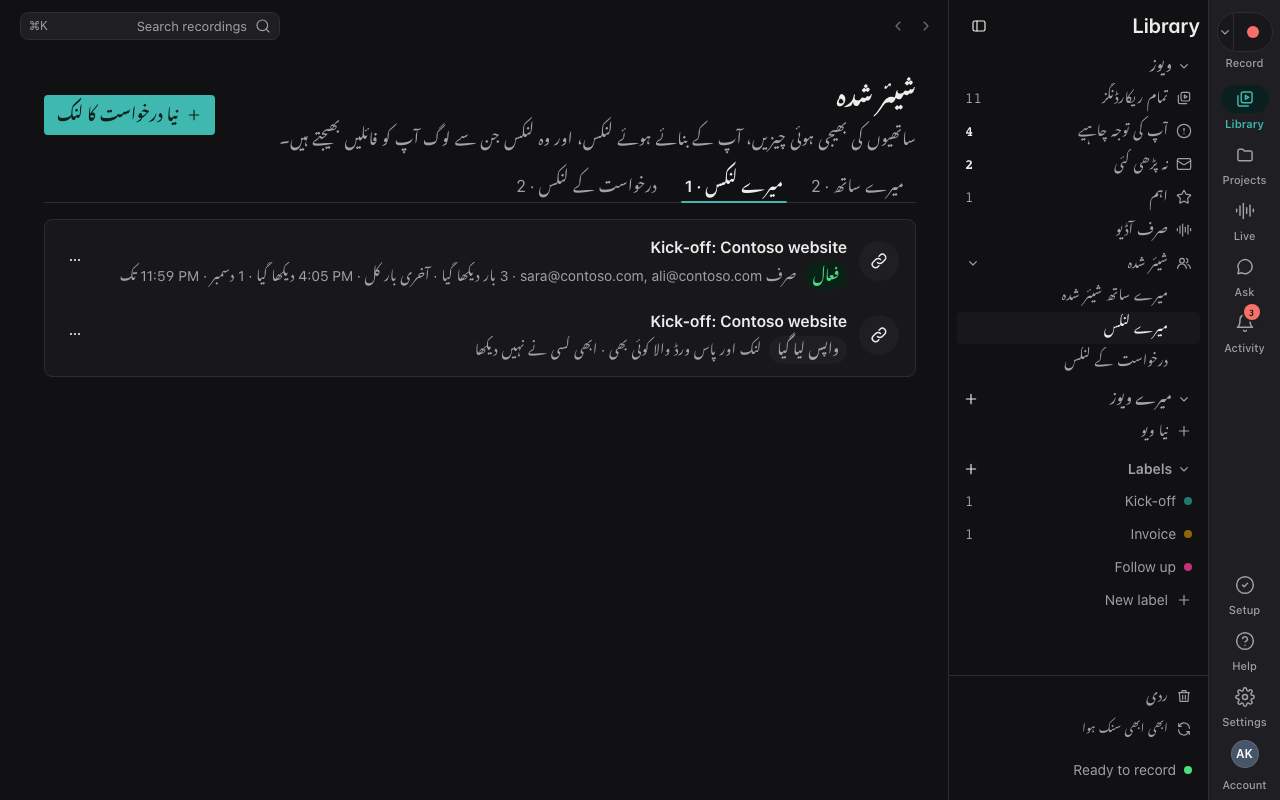 Record
Library
Projects
Live
Ask
3
Activity
Setup
Help
Settings
AK
Account
Library
ویوز
تمام ریکارڈنگز 11
آپ کی توجہ چاہیے 4
نہ پڑھی گئی 2
اہم 1
صرف آڈیو
شیئر شدہ
میرے ساتھ شیئر شدہ
میرے لنکس
درخواست کے لنکس
میرے ویوز +
+ نیا ویو
Labels +
Kick-off 1
Invoice 1
Follow up
+ New label
ردی
ابھی ابھی سنک ہوا
Ready to record
Search recordings ⌘K
شیئر شدہ
ساتھیوں کی بھیجی ہوئی چیزیں، آپ کے بنائے ہوئے لنکس، اور وہ لنکس جن سے لوگ آپ کو فائلیں بھیجتے ہیں۔
+ نیا درخواست کا لنک
میرے ساتھ · 2 میرے لنکس · 1 درخواست کے لنکس · 2
Kick-off: Contoso website
فعال صرف sara@contoso.com, ali@contoso.com · 3 بار دیکھا گیا · آخری بار کل 4:05 PM دیکھا گیا · 1 دسمبر 11:59 PM تک
...
Kick-off: Contoso website
واپس لیا گیا لنک اور پاس ورڈ والا کوئی بھی · ابھی کسی نے نہیں دیکھا
...